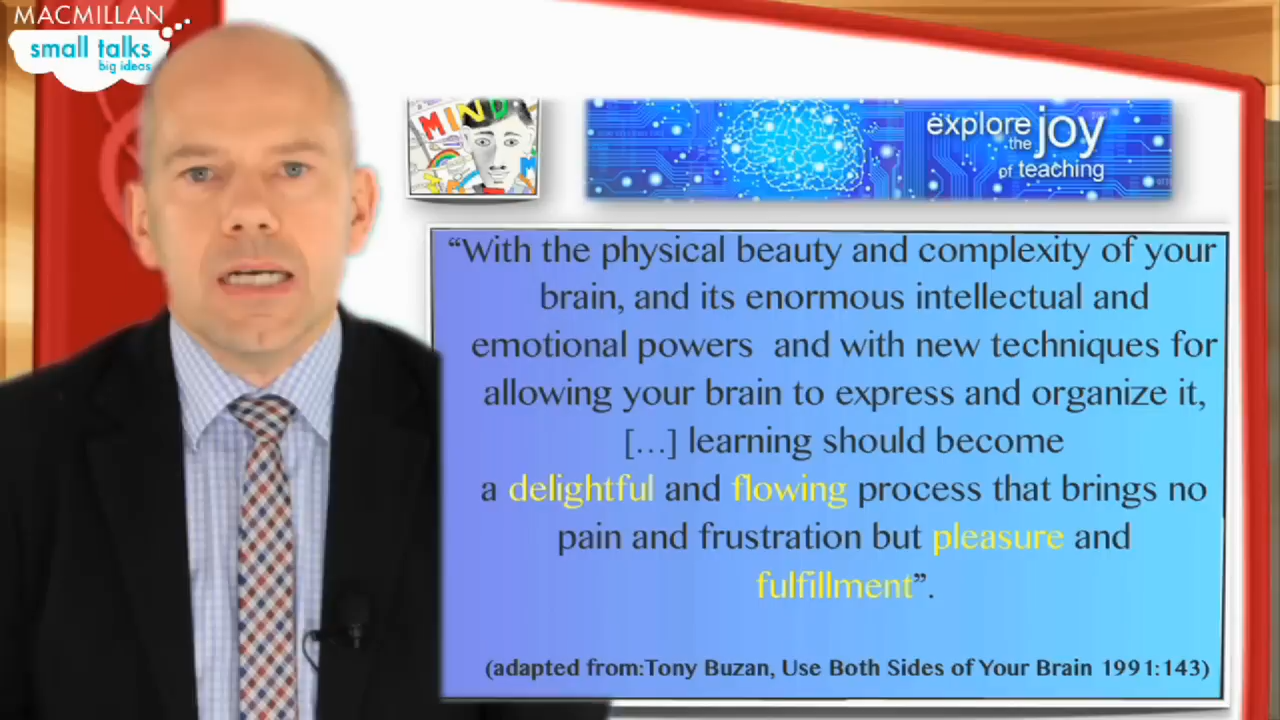 MACMILLAN
small talks
big ideas
MIND
explore
the
joy
of teaching
“With the physical beauty and complexity of your
brain, and its enormous intellectual and
emotional powers and with new techniques for
allowing your brain to express and organize it,
[...] learning should become
a delightful and flowing process that brings no
pain and frustration but pleasure and
fulfillment”.
(adapted from:Tony Buzan, Use Both Sides of Your Brain 1991:143)